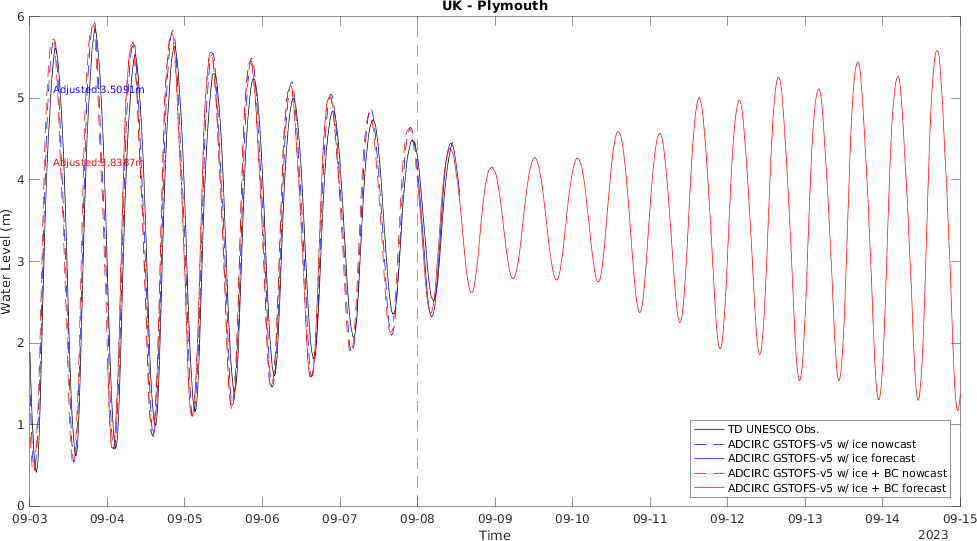 UK - Plymouth
6
5
4
3
2
1
0
Water Level (m)
Adjusted:3.5091m
TD UNESCO Obs.
ADCIRC GSTOFS-v5 w/ ice nowcast
ADCIRC GSTOFS-v5 w/ ice forecast
ADCIRC GSTOFS-v5 w/ ice + BC nowcast
ADCIRC GSTOFS-v5 w/ ice + BC forecast
09-03 09-04 09-05 09-06 09-07 09-08 09-09 09-10 09-11 09-12 09-13 09-14 09-15
Time
2023